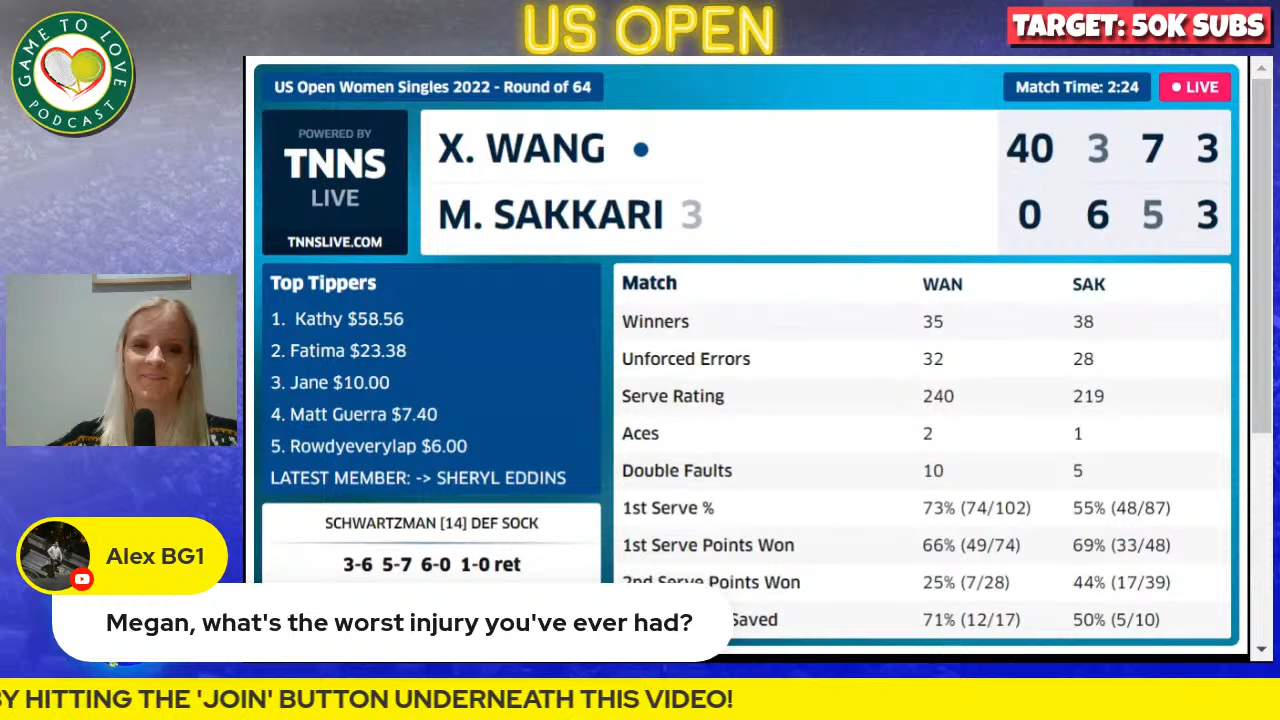 GAME TO LOVE
PODCAST
US OPEN
TARGET: 50K SUBS
US Open Women Singles 2022 - Round of 64
Match Time: 2:24
LIVE
POWERED BY
TNNS
LIVE
TNNSLIVE.COM
X. WANG 40 3 7 3
M. SAKKARI 3 0 6 5 3
Top Tippers
1. Kathy $58.56
2. Fatima $23.38
3. Jane $10.00
4. Matt Guerra $7.40
5. Rowdyeverylap $6.00
LATEST MEMBER: -> SHERYL EDDINS
SCHWARTZMAN [14] DEF SOCK
3-6 5-7 6-0 1-0 ret
Match WAN SAK
Winners 35 38
Unforced Errors 32 28
Serve Rating 240 219
Aces 2 1
Double Faults 10 5
1st Serve % 73% (74/102) 55% (48/87)
1st Serve Points Won 66% (49/74) 69% (33/48)
2nd Serve Points Won 25% (7/28) 44% (17/39)
Saved 71% (12/17) 50% (5/10)
Alex BG1
Megan, what's the worst injury you've ever had?
BY HITTING THE 'JOIN' BUTTON UNDERNEATH THIS VIDEO!